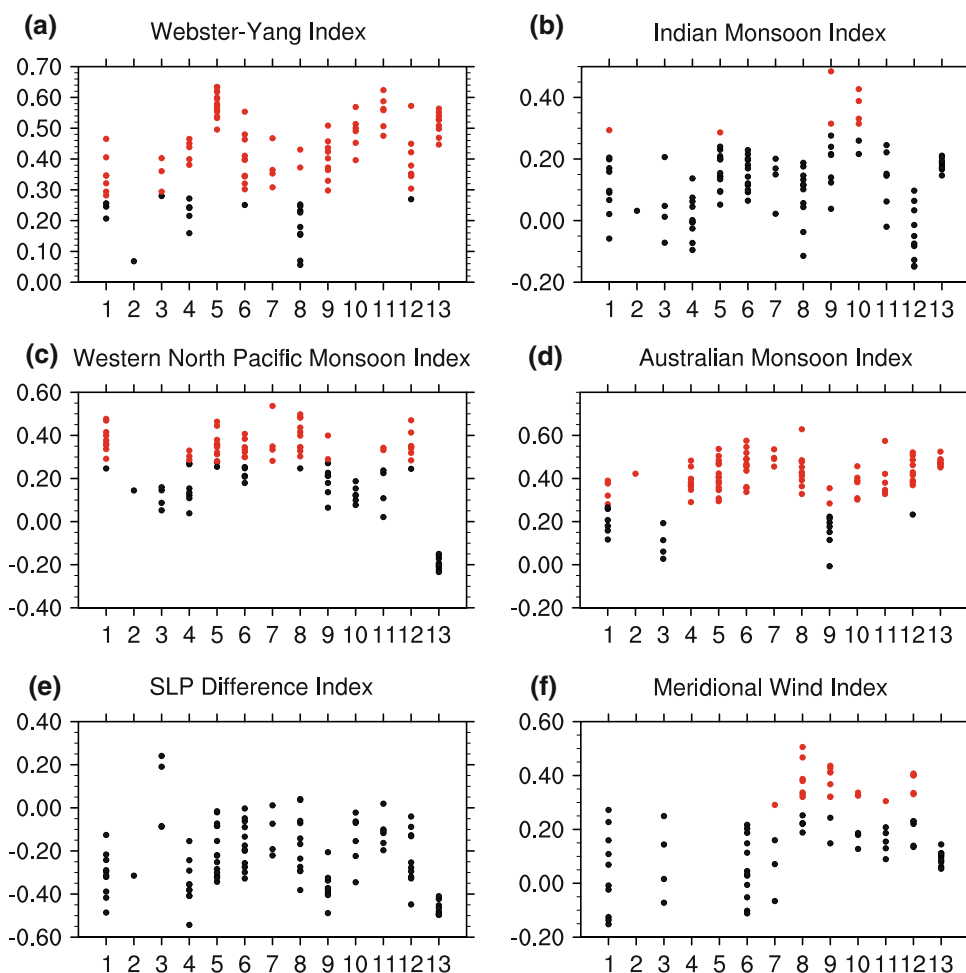 (a) Webster-Yang Index
0.70
0.60
0.50
0.40
0.30
0.20
0.10
0.00
1 2 3 4 5 6 7 8 9 10 11 12 13
(b) Indian Monsoon Index
0.40
0.20
0.00
-0.20
1 2 3 4 5 6 7 8 9 10 11 12 13
(c) Western North Pacific Monsoon Index
0.60
0.40
0.20
0.00
-0.20
-0.40
1 2 3 4 5 6 7 8 9 10 11 12 13
(d) Australian Monsoon Index
0.60
0.40
0.20
0.00
-0.20
1 2 3 4 5 6 7 8 9 10 11 12 13
(e) SLP Difference Index
0.40
0.20
0.00
-0.20
-0.40
-0.60
1 2 3 4 5 6 7 8 9 10 11 12 13
(f) Meridional Wind Index
0.60
0.40
0.20
0.00
-0.20
1 2 3 4 5 6 7 8 9 10 11 12 13